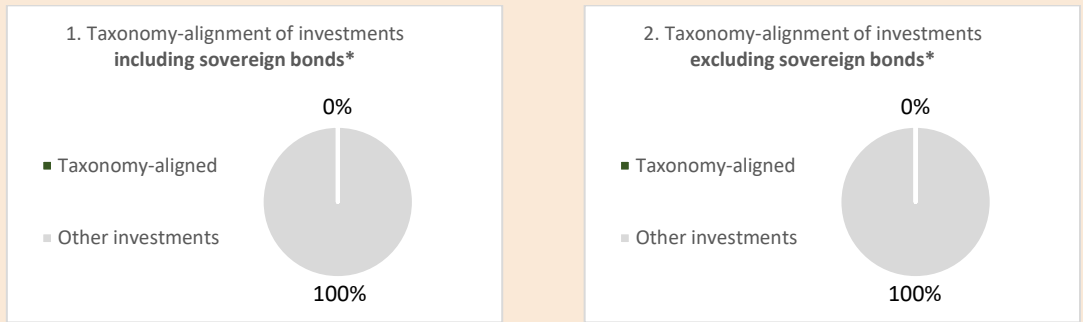 1. Taxonomy-alignment of investments
including sovereign bonds*
0%
Taxonomy-aligned
Other investments
100%
2. Taxonomy-alignment of investments
excluding sovereign bonds*
0%
Taxonomy-aligned
Other investments
100%